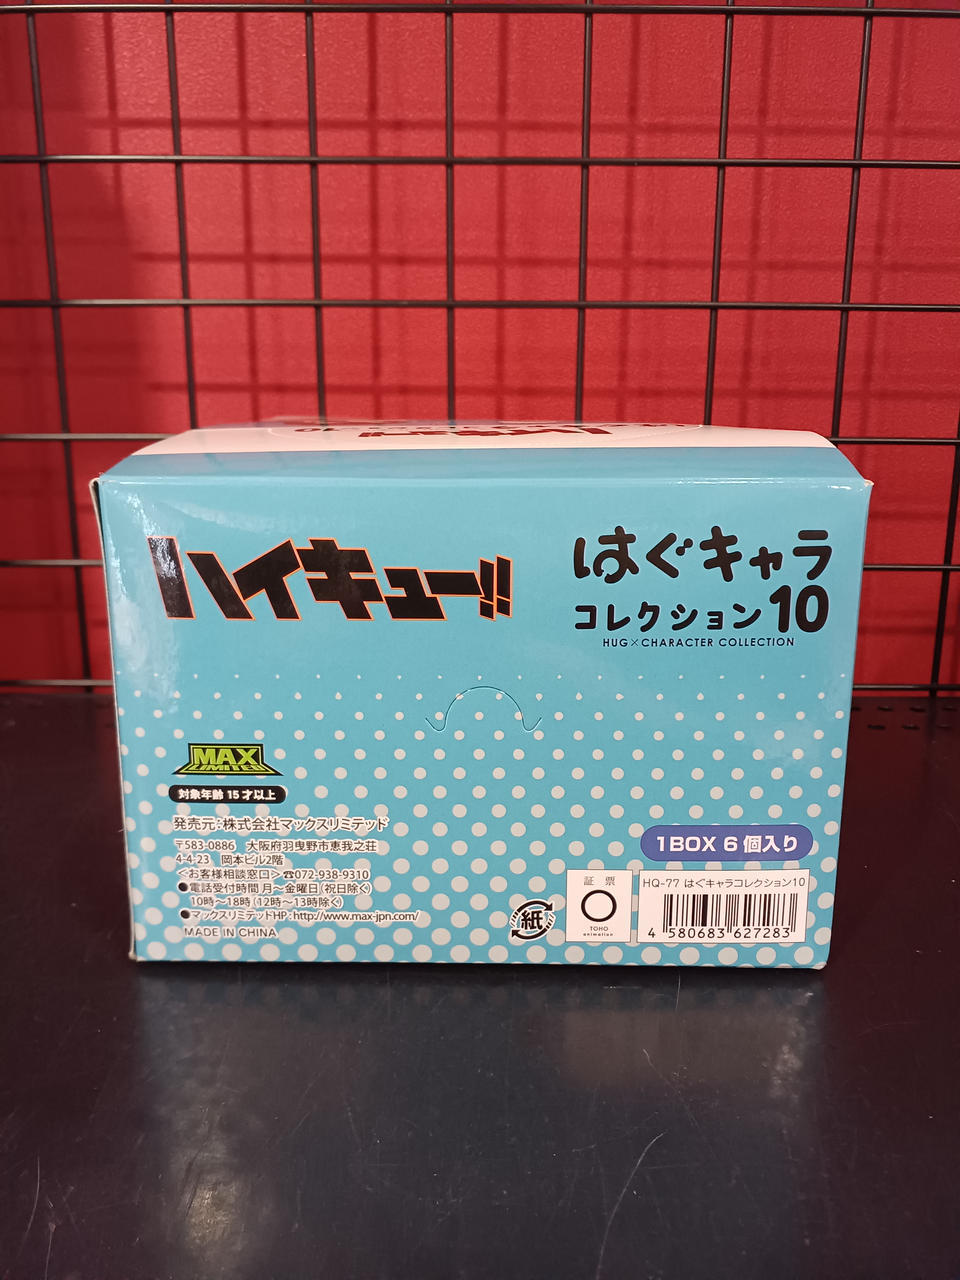 ハイキュー!!
はぐキャラ
コレクション10
HUG×CHARACTER COLLECTION
MAX
LIMITED
対象年齢 15 才以上
発売元:株式会社マックスリミテッド
〒583-0886 大阪府羽曳野市恵我之荘
4-4-23 岡本ビル2階
<お客様相談窓口>☎072-938-9310
●電話受付時間 月〜金曜日(祝日除く)
10時〜18時(12時〜13時除く)
●マックスリミテッドHP:http://www.max-jpn.com/
MADE IN CHINA
紙
1BOX 6 個入り
証 票
TOHO
animation
HQ-77 はぐキャラコレクション10
4 580683 627283